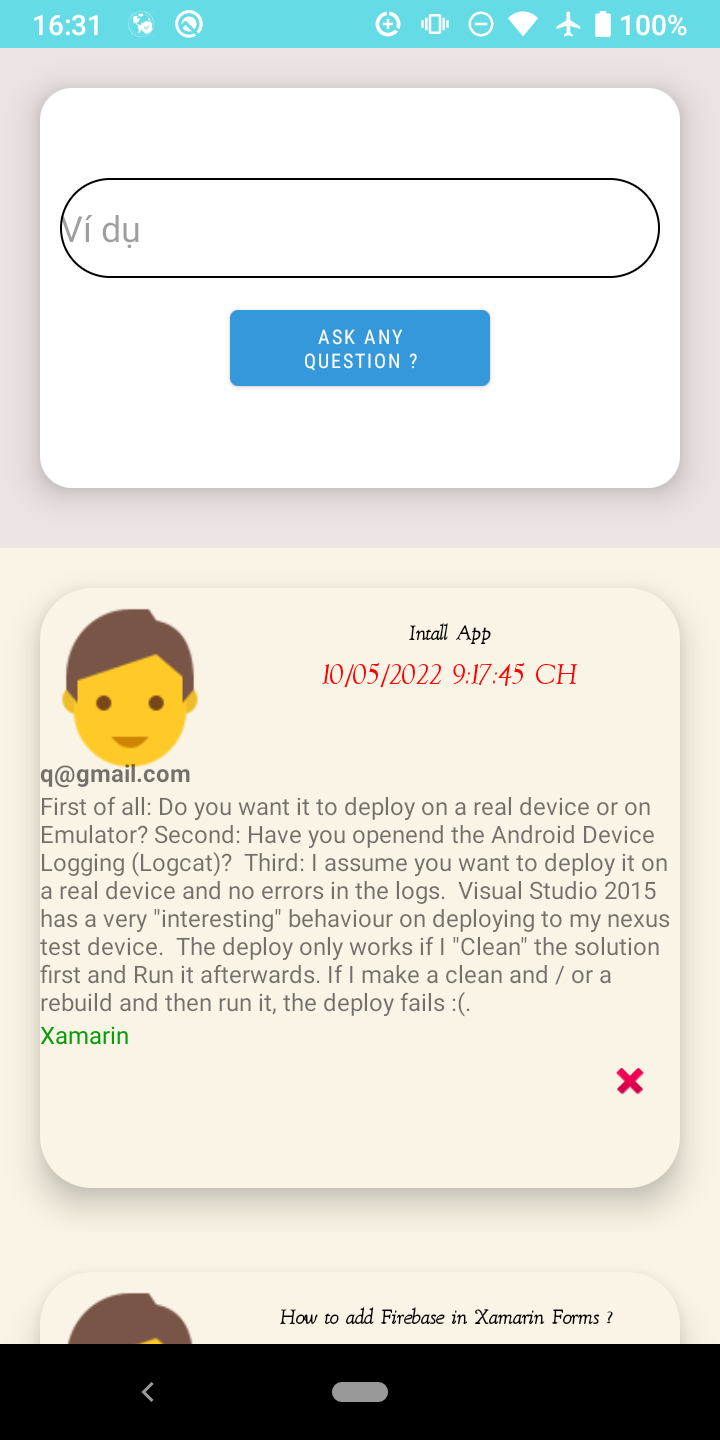 16:31 100%
Ví dụ
ASK ANY
QUESTION ?
Intall App
10/05/2022 9:17:45 CH
q@gmail.com
First of all: Do you want it to deploy on a real device or on
Emulator? Second: Have you openend the Android Device
Logging (Logcat)?  Third: I assume you want to deploy it on
a real device and no errors in the logs.  Visual Studio 2015
has a very "interesting" behaviour on deploying to my nexus
test device.  The deploy only works if I "Clean" the solution
first and Run it afterwards. If I make a clean and / or a
rebuild and then run it, the deploy fails :(.
Xamarin
How to add Firebase in Xamarin Forms ?